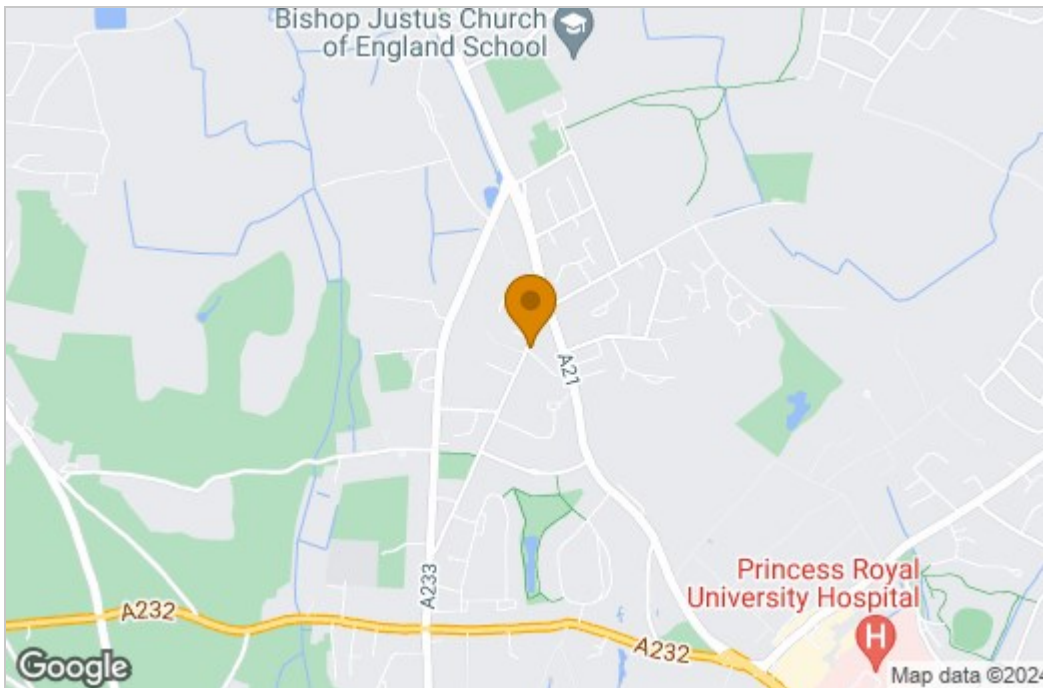 Bishop Justus Church
of England School
A21
A233
A232
A232
Princess Royal
University Hospital
H
Google
Map data ©2024